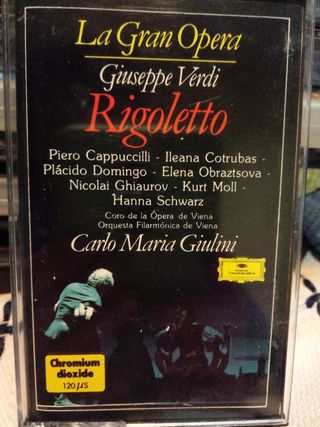 La Gran Opera
Giuseppe Verdi
Rigoletto
Piero Cappuccilli - Ileana Cotrubas -
Plácido Domingo - Elena Obraztsova -
Nicolai Ghiaurov - Kurt Moll -
Hanna Schwarz
Coro de la Ópera de Viena
Orquesta Filarmónica de Viena
Carlo Maria Giulini
Chromium
dioxide
120 µS